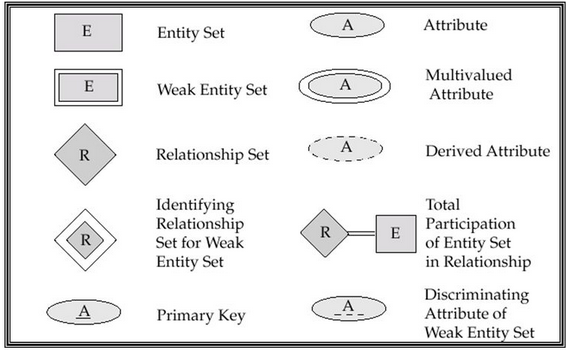 E
Entity Set
A
Attribute
E
Weak Entity Set
A
Multivalued
Attribute
R
Relationship Set
A
Derived Attribute
R
Identifying
Relationship
Set for Weak
Entity Set
R
E
Total
Participation
of Entity Set
in Relationship
A
Primary Key
A
Discriminating
Attribute of
Weak Entity Set